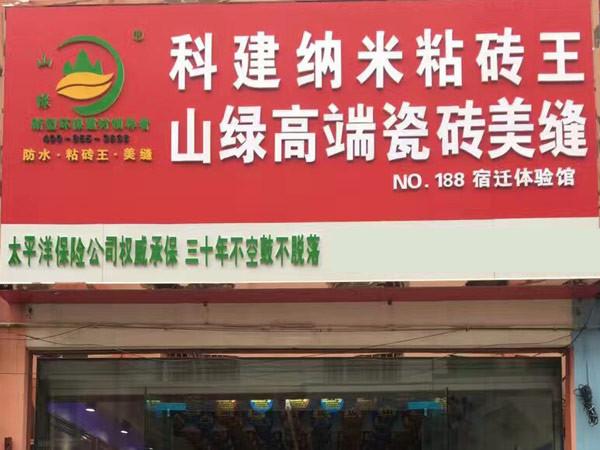 科建纳米粘砖王
山绿高端瓷砖美缝
NO.188 宿迁体验馆
山绿
防水·粘砖王·美缝
太平洋保险公司权威承保 三十年不空鼓不脱落